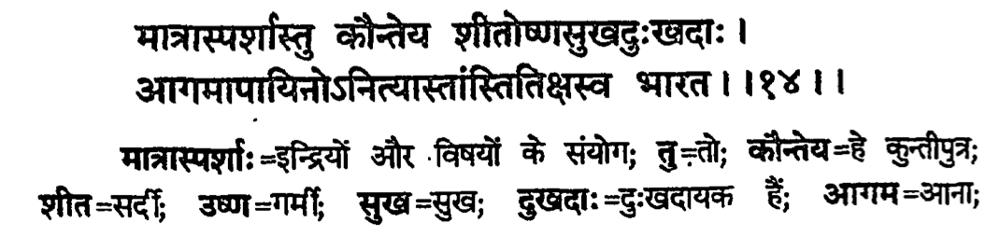 मात्रास्पर्शास्तु कौन्तेय शीतोष्णसुखदुःखदाः।
आगमापायिनोऽनित्यास्तांस्तितिक्षस्व भारत।।१४।।
मात्रास्पर्शाः=इन्द्रियों और विषयों के संयोग; तु=तो; कौन्तेय=हे कुन्तीपुत्र;
शीत=सर्दी; उष्ण=गर्मी; सुख=सुख; दुखदाः=दुःखदायक हैं; आगम=आना;